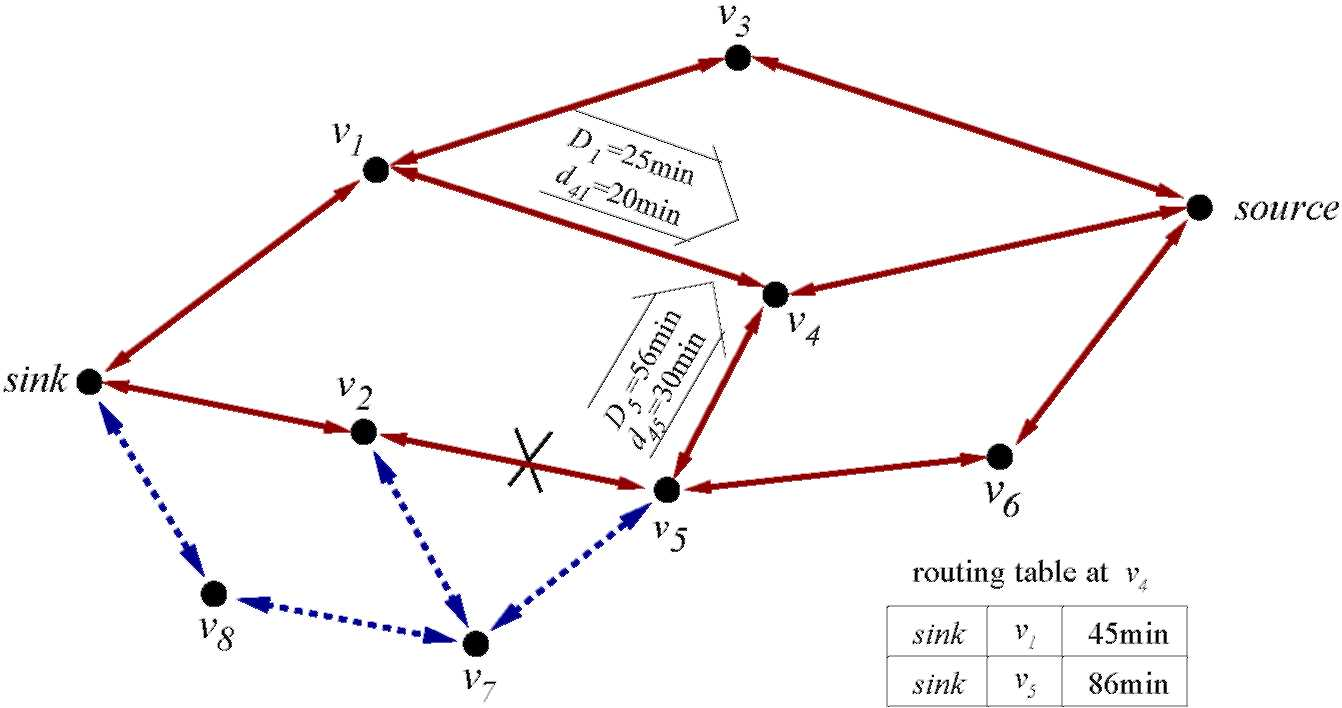 v3
v1
D1=25min
d41=20min
source
v4
sink
v2
D5=56min
d45=30min
v5
v6
v8
v7
routing table at v4
sink v1 45min
sink v5 86min